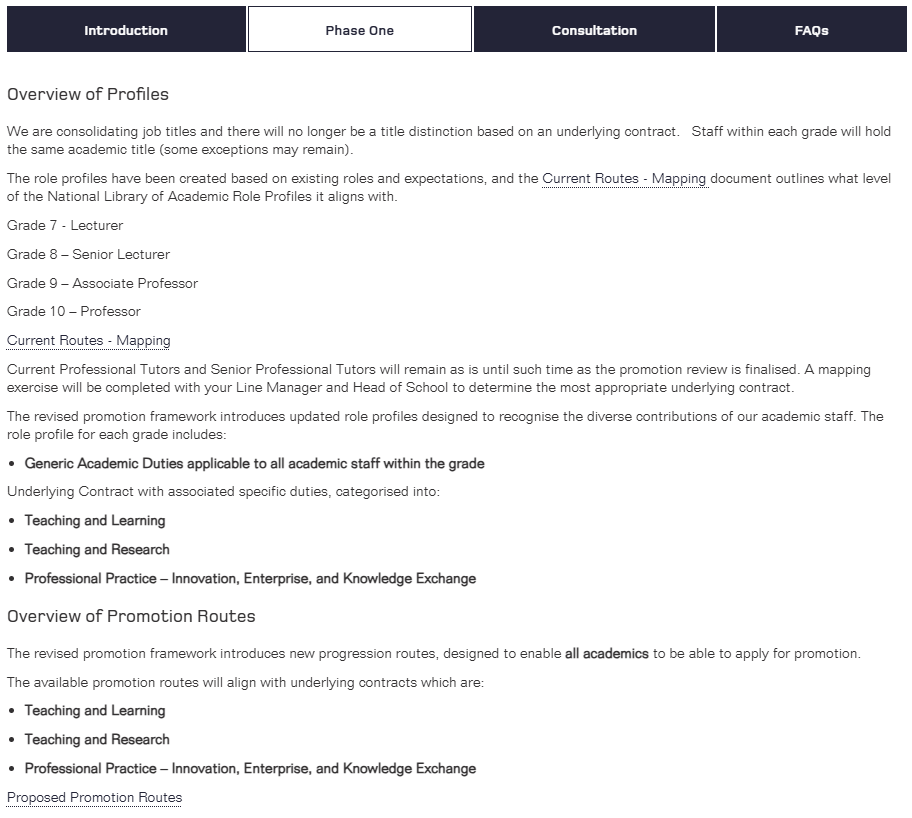 Introduction
Phase One
Consultation
FAQs
Overview of Profiles
We are consolidating job titles and there will no longer be a title distinction based on an underlying contract.   Staff within each grade will hold
the same academic title (some exceptions may remain).
The role profiles have been created based on existing roles and expectations, and the Current Routes - Mapping document outlines what level
of the National Library of Academic Role Profiles it aligns with.
Grade 7 - Lecturer
Grade 8 – Senior Lecturer
Grade 9 – Associate Professor
Grade 10 – Professor
Current Routes - Mapping
Current Professional Tutors and Senior Professional Tutors will remain as is until such time as the promotion review is finalised. A mapping
exercise will be completed with your Line Manager and Head of School to determine the most appropriate underlying contract.
The revised promotion framework introduces updated role profiles designed to recognise the diverse contributions of our academic staff. The
role profile for each grade includes:
• Generic Academic Duties applicable to all academic staff within the grade
Underlying Contract with associated specific duties, categorised into:
• Teaching and Learning
• Teaching and Research
• Professional Practice – Innovation, Enterprise, and Knowledge Exchange
Overview of Promotion Routes
The revised promotion framework introduces new progression routes, designed to enable all academics to be able to apply for promotion.
The available promotion routes will align with underlying contracts which are:
• Teaching and Learning
• Teaching and Research
• Professional Practice – Innovation, Enterprise, and Knowledge Exchange
Proposed Promotion Routes